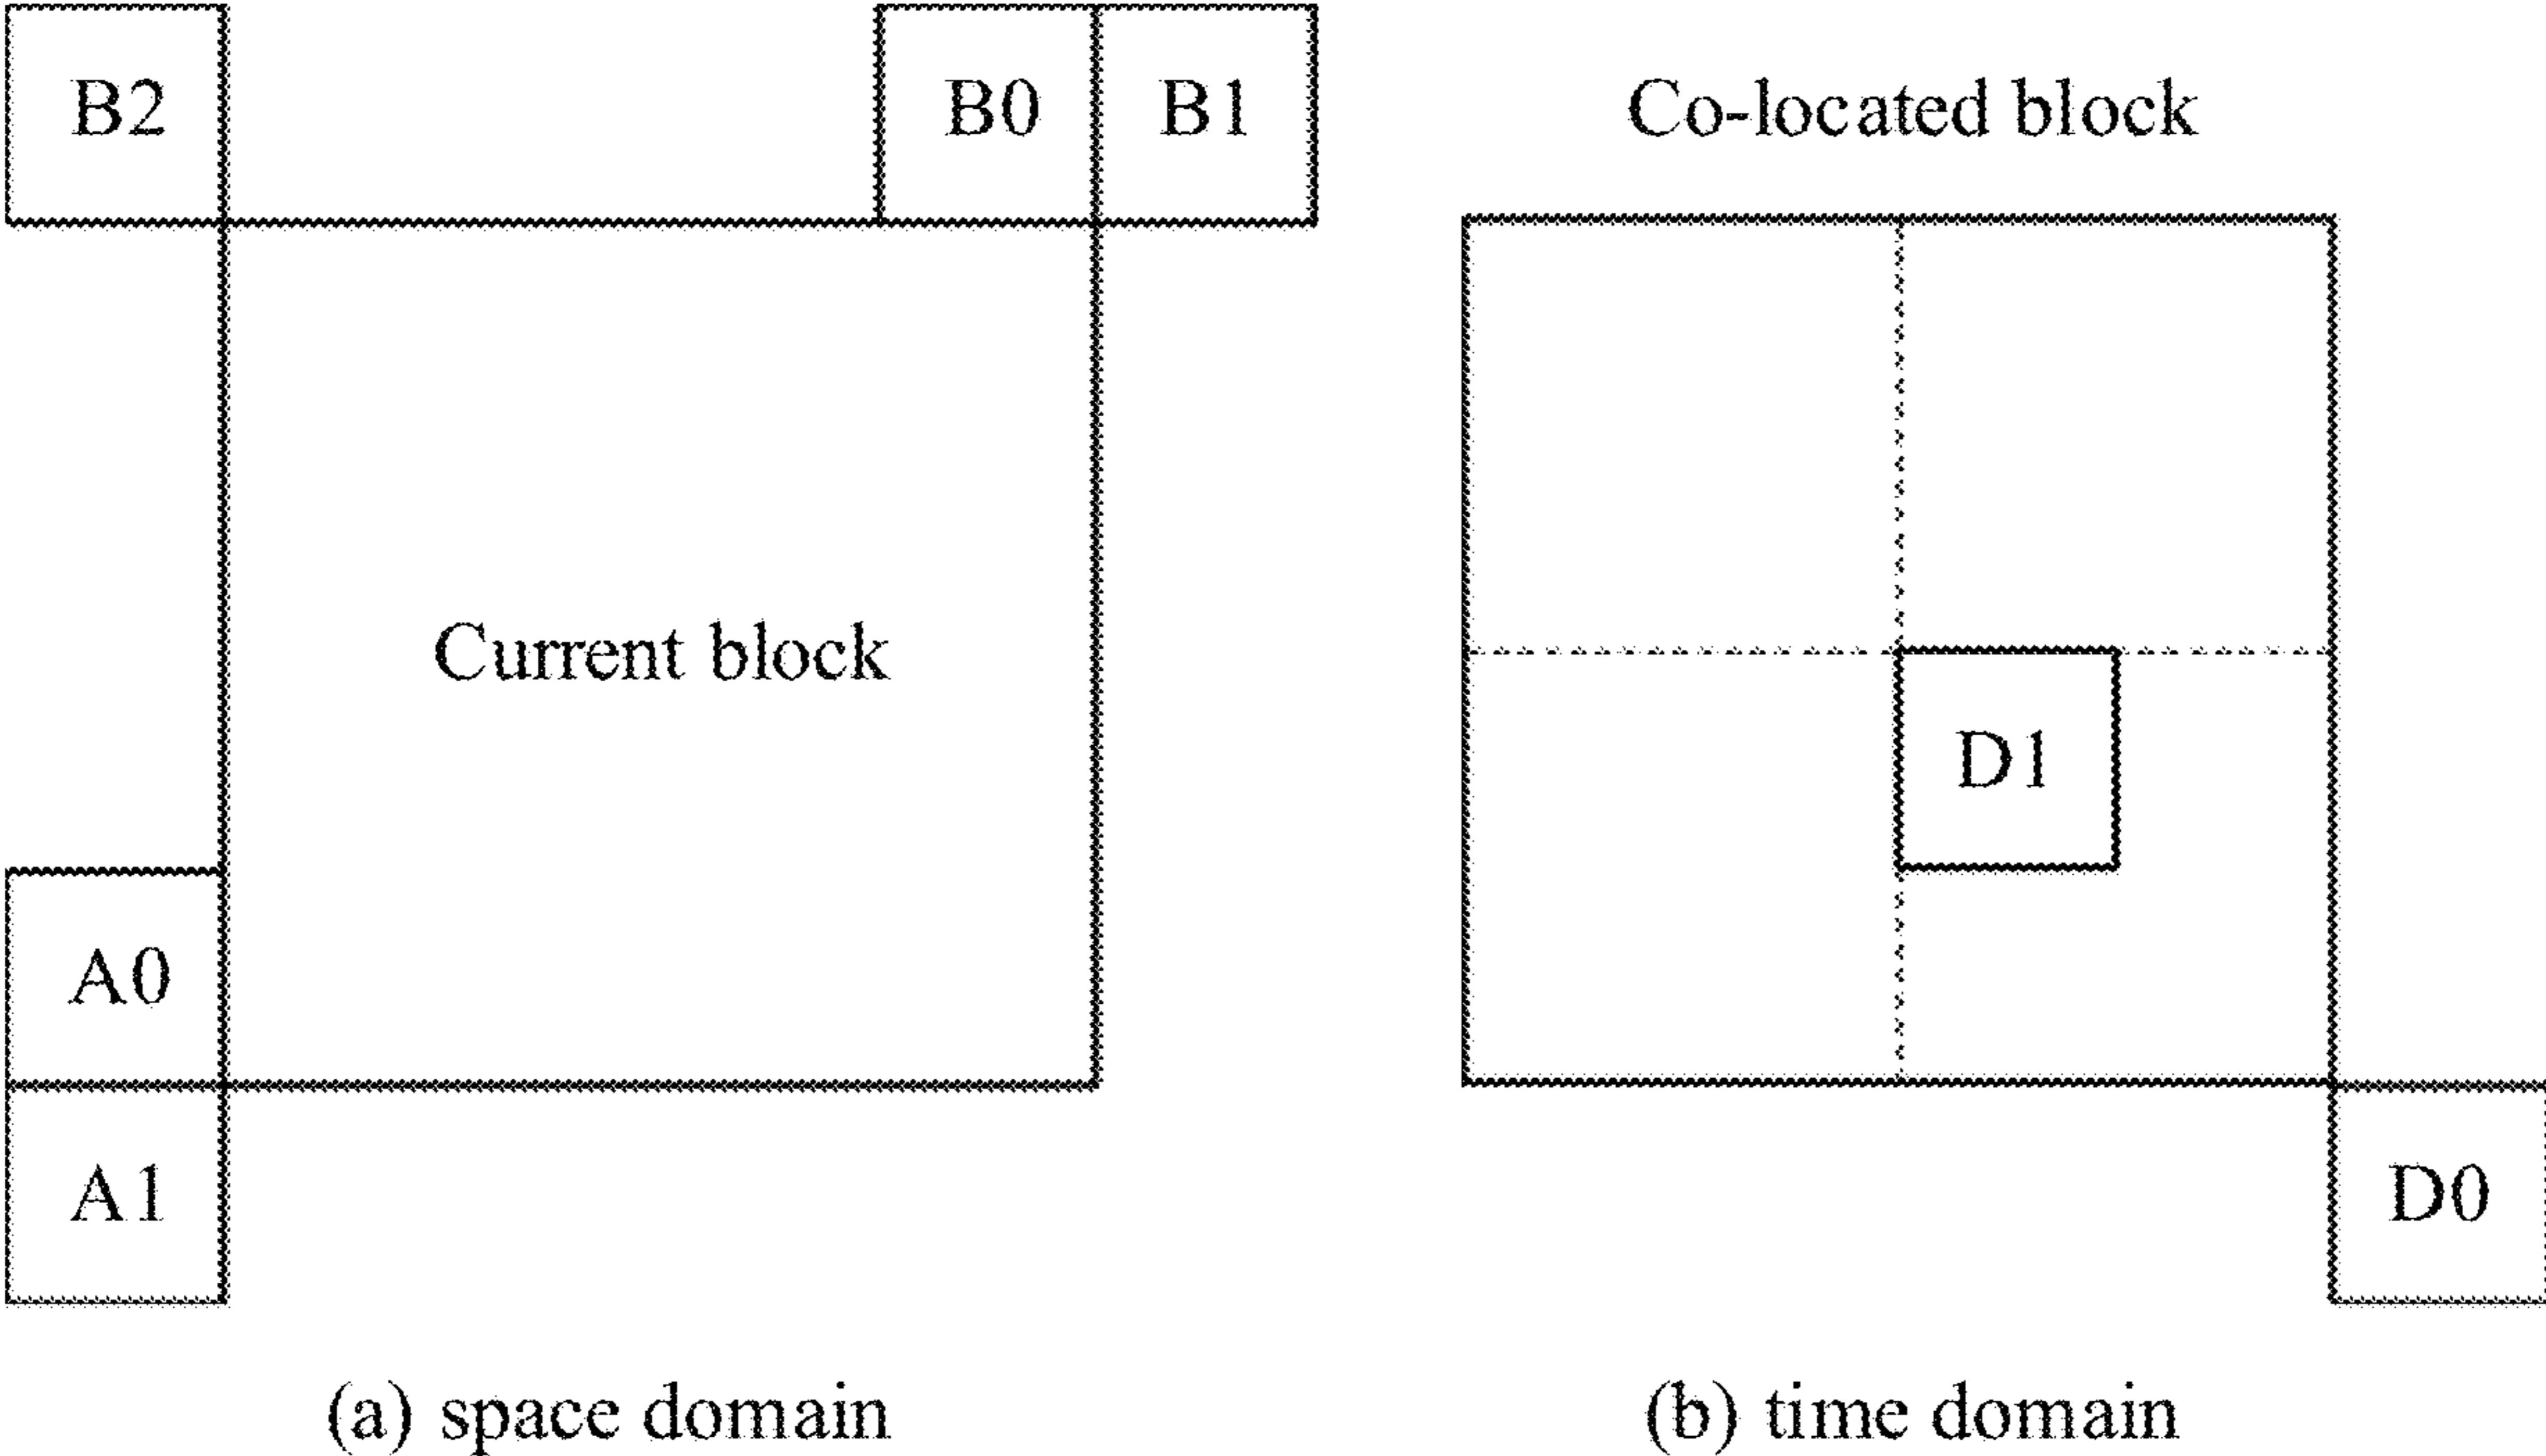 B2
B0
B1
Co-located block
Current block
D1
A0
A1
D0
(a) space domain
(b) time domain